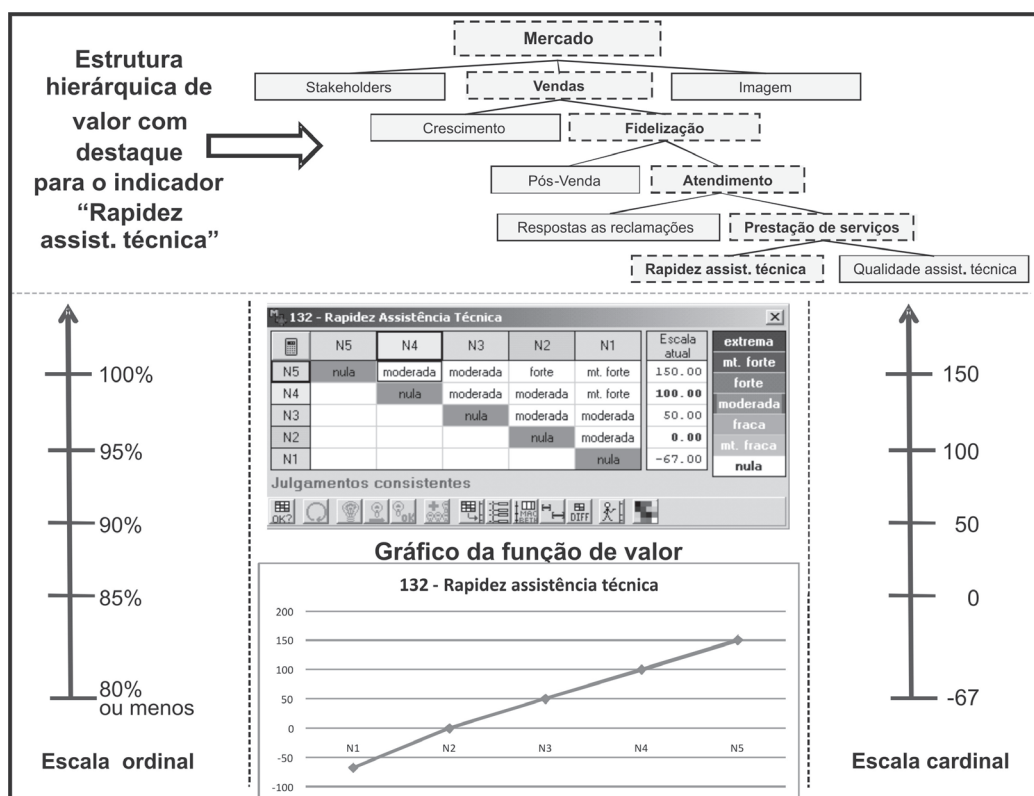 Estrutura
hierárquica de
valor com
destaque
para o indicador
“Rapidez
assist. técnica”
Mercado
Stakeholders Vendas Imagem
Crescimento Fidelização
Pós-Venda Atendimento
Respostas as reclamações Prestação de serviços
Rapidez assist. técnica Qualidade assist. técnica
100%
95%
90%
85%
80%
ou menos
Escala ordinal
132 - Rapidez Assistência Técnica
N5 N4 N3 N2 N1 Escala
atual
N5 nula moderada moderada forte mt. forte 150.00
N4 nula moderada moderada mt. forte 100.00
N3 nula moderada moderada 50.00
N2 nula moderada 0.00
N1 nula -67.00
extrema
mt. forte
forte
moderada
fraca
mt. fraca
nula
Julgamentos consistentes
OK? OK MAC BETH DIFF
Gráfico da função de valor
132 - Rapidez assistência técnica
200
150
100
50
0
-50
-100
N1 N2 N3 N4 N5
150
100
50
0
-67
Escala cardinal